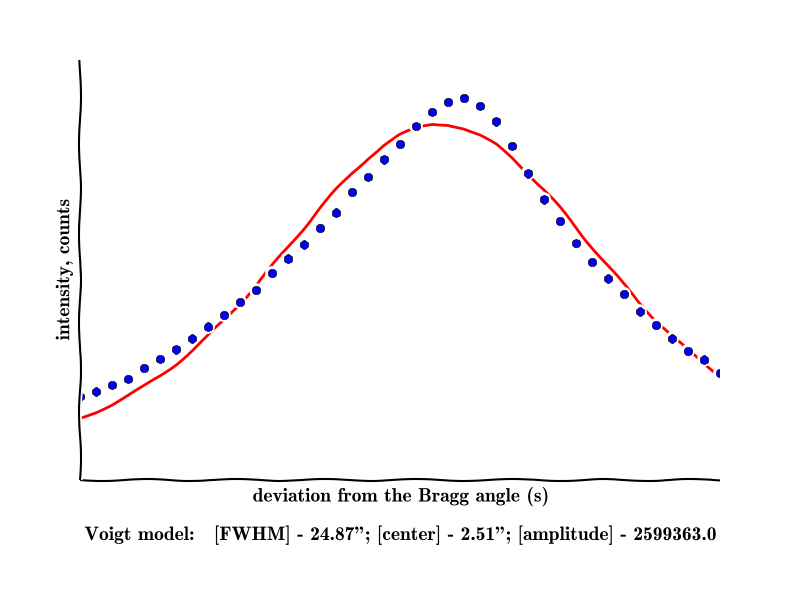 intensity, counts
deviation from the Bragg angle (s)
Voigt model: [FWHM] - 24.87”; [center] - 2.51”; [amplitude] - 2599363.0